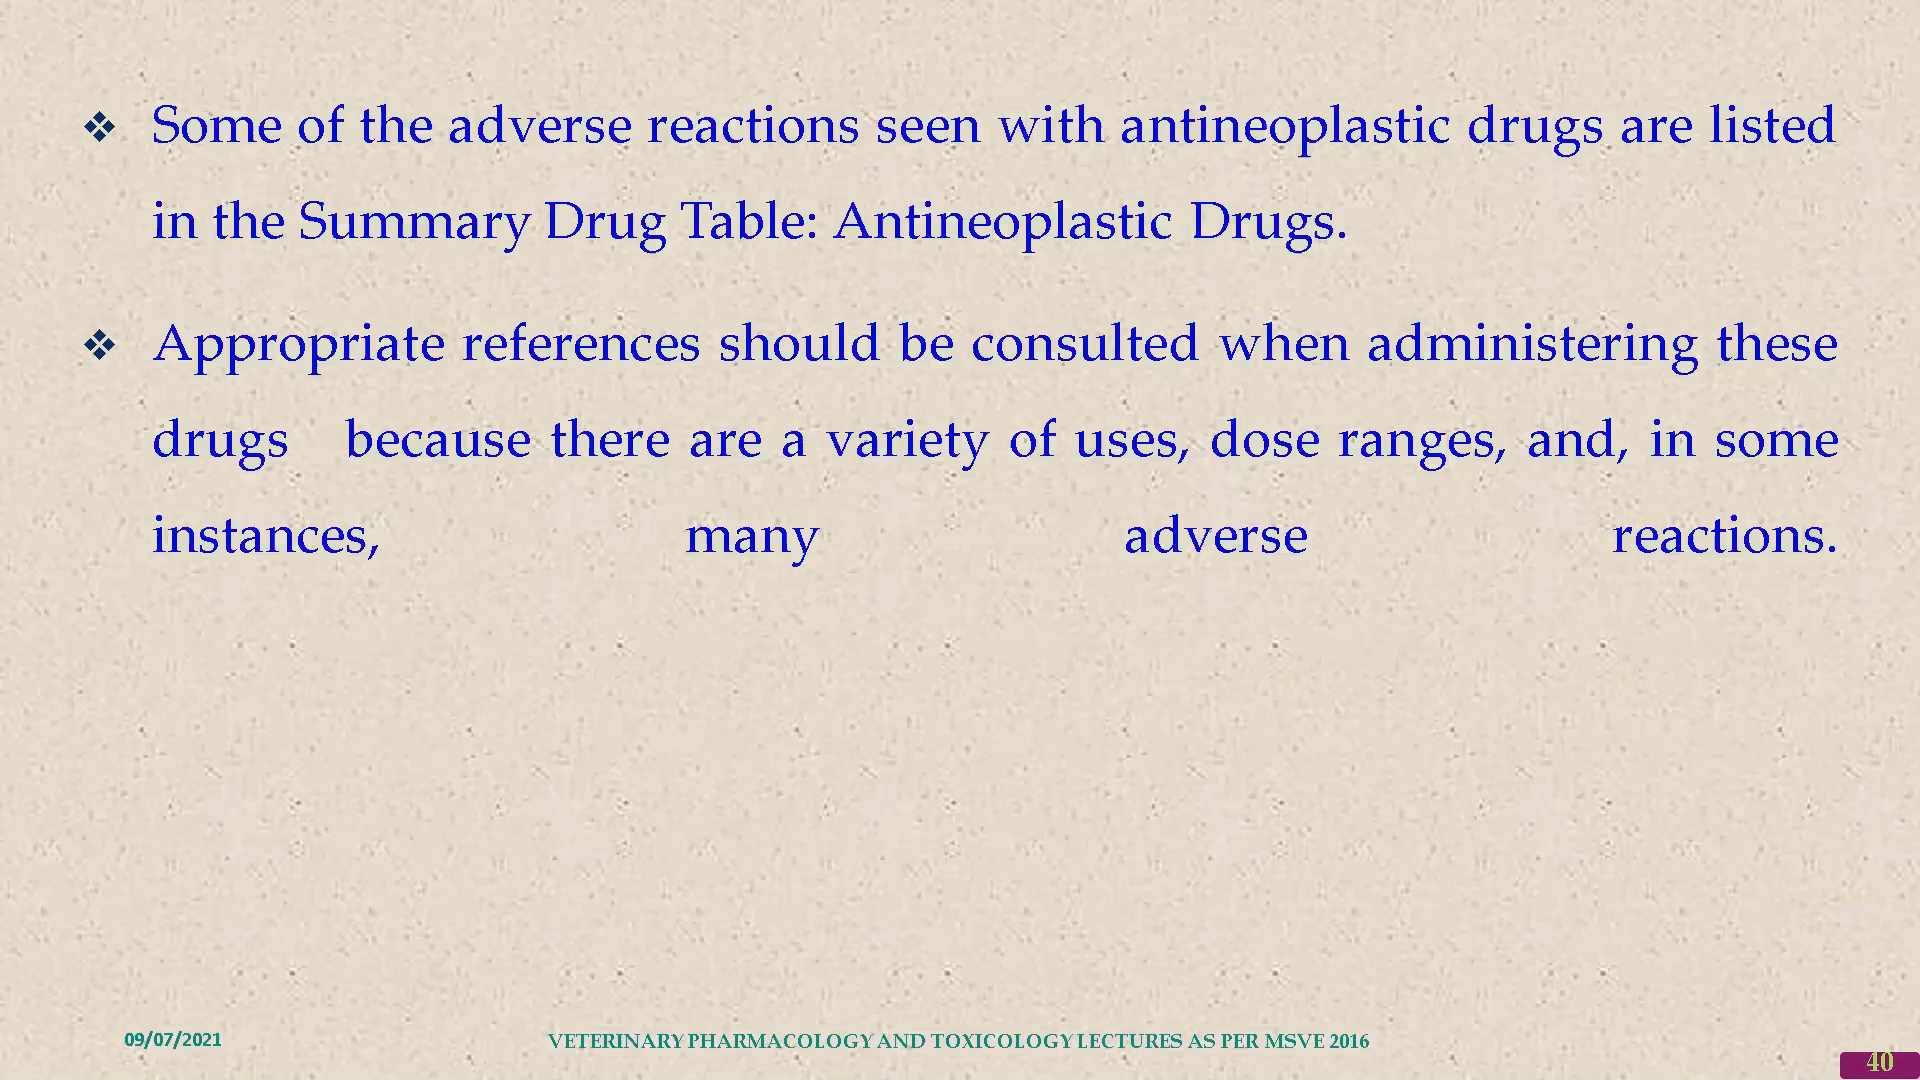 ❖ Some of the adverse reactions seen with antineoplastic drugs are listed
in the Summary Drug Table: Antineoplastic Drugs.
❖ Appropriate references should be consulted when administering these
drugs because there are a variety of uses, dose ranges, and, in some
instances, many adverse reactions.
09/07/2021
VETERINARY PHARMACOLOGY AND TOXICOLOGY LECTURES AS PER MSVE 2016
40